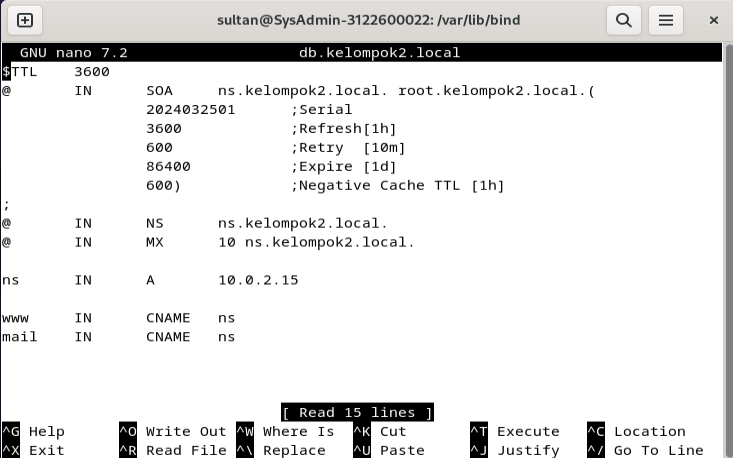 sultan@SysAdmin-3122600022: /var/lib/bind
GNU nano 7.2 db.kelompok2.local
$TTL 3600
@ IN SOA ns.kelompok2.local. root.kelompok2.local.(
2024032501 ;Serial
3600 ;Refresh[1h]
600 ;Retry [10m]
86400 ;Expire [1d]
600) ;Negative Cache TTL [1h]
;
@ IN NS ns.kelompok2.local.
@ IN MX 10 ns.kelompok2.local.
ns IN A 10.0.2.15
www IN CNAME ns
mail IN CNAME ns
[ Read 15 lines ]
^G Help ^O Write Out ^W Where Is ^K Cut ^T Execute ^C Location
^X Exit ^R Read File ^\ Replace ^U Paste ^J Justify ^/ Go To Line